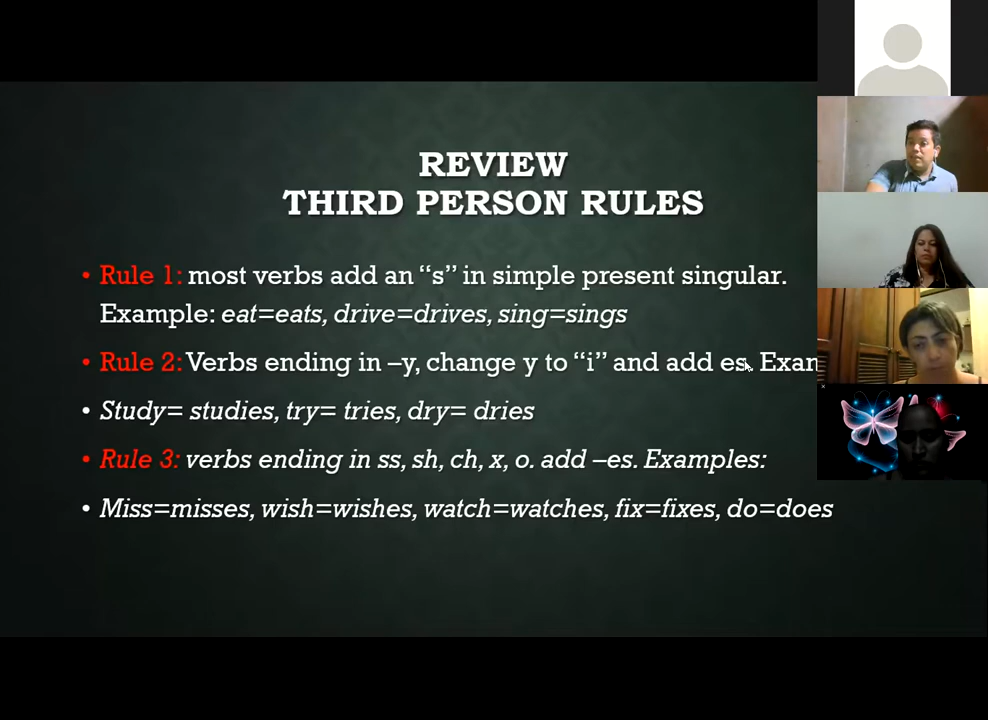 REVIEW
THIRD PERSON RULES
• Rule 1: most verbs add an “s” in simple present singular.
Example: eat=eats, drive=drives, sing=sings
• Rule 2: Verbs ending in –y, change y to “i” and add es. Exam
• Study= studies, try= tries, dry= dries
• Rule 3: verbs ending in ss, sh, ch, x, o. add –es. Examples:
• Miss=misses, wish=wishes, watch=watches, fix=fixes, do=does